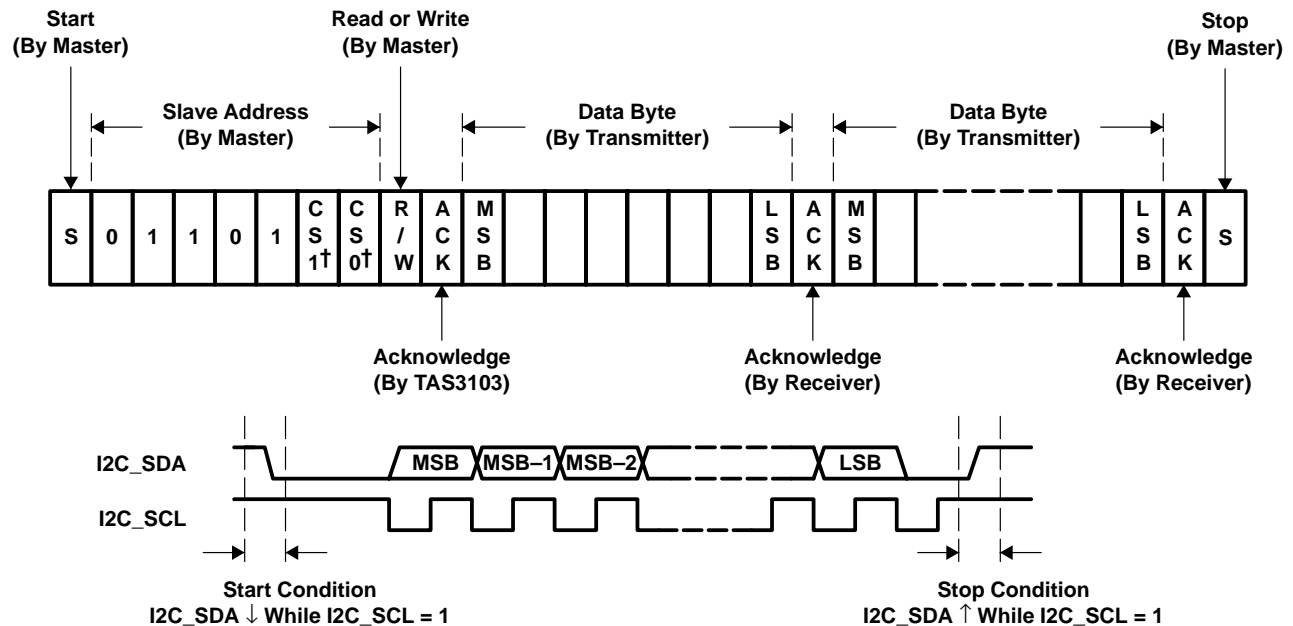 Start
(By Master)
Read or Write
(By Master)
Stop
(By Master)
Slave Address
(By Master)
Data Byte
(By Transmitter)
Data Byte
(By Transmitter)
S 0 1 1 0 1 CS1† CS0† R/W ACK MSB LSB ACK MSB LSB ACK S
Acknowledge
(By TAS3103)
Acknowledge
(By Receiver)
Acknowledge
(By Receiver)
I2C_SDA MSB MSB–1 MSB–2 LSB
I2C_SCL
Start Condition
I2C_SDA ↓ While I2C_SCL = 1
Stop Condition
I2C_SDA ↑ While I2C_SCL = 1